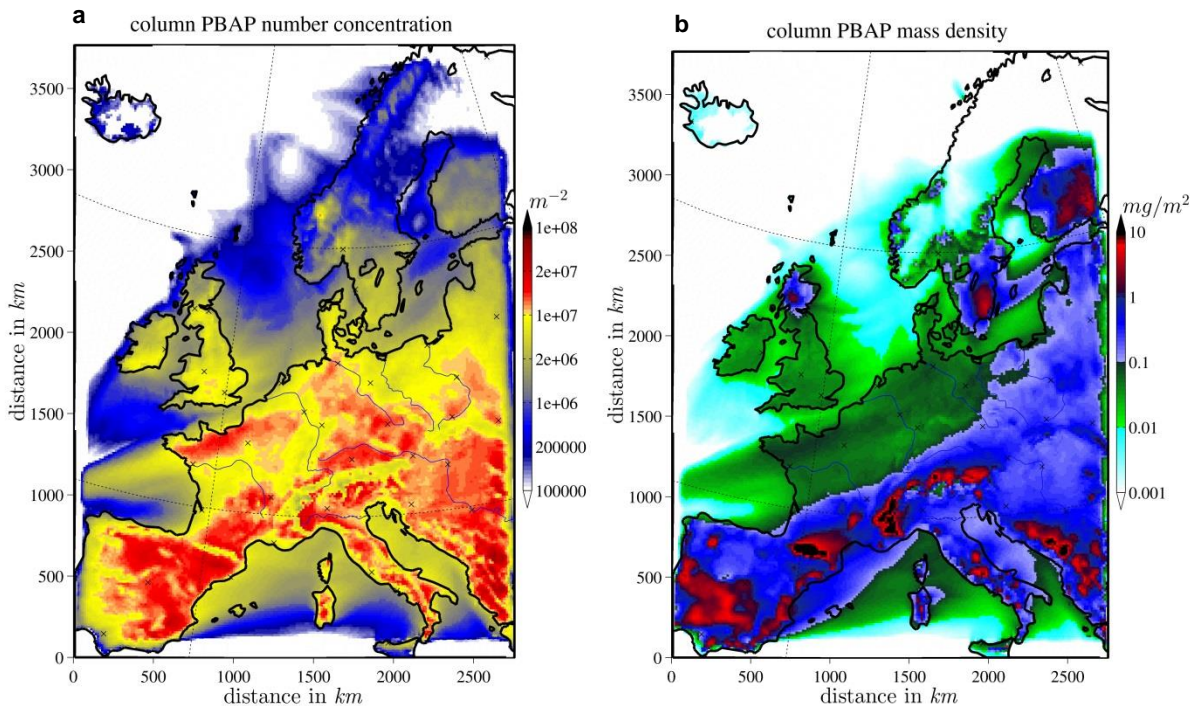 a
column PBAP number concentration
3500
3000
2500
2000
1500
1000
500
0
distance in km
0 500 1000 1500 2000 2500
distance in km
m−2
1e+08
2e+07
1e+07
2e+06
1e+06
200000
100000
b
column PBAP mass density
3500
3000
2500
2000
1500
1000
500
0
distance in km
0 500 1000 1500 2000 2500
distance in km
mg/m2
10
1
0.1
0.01
0.001